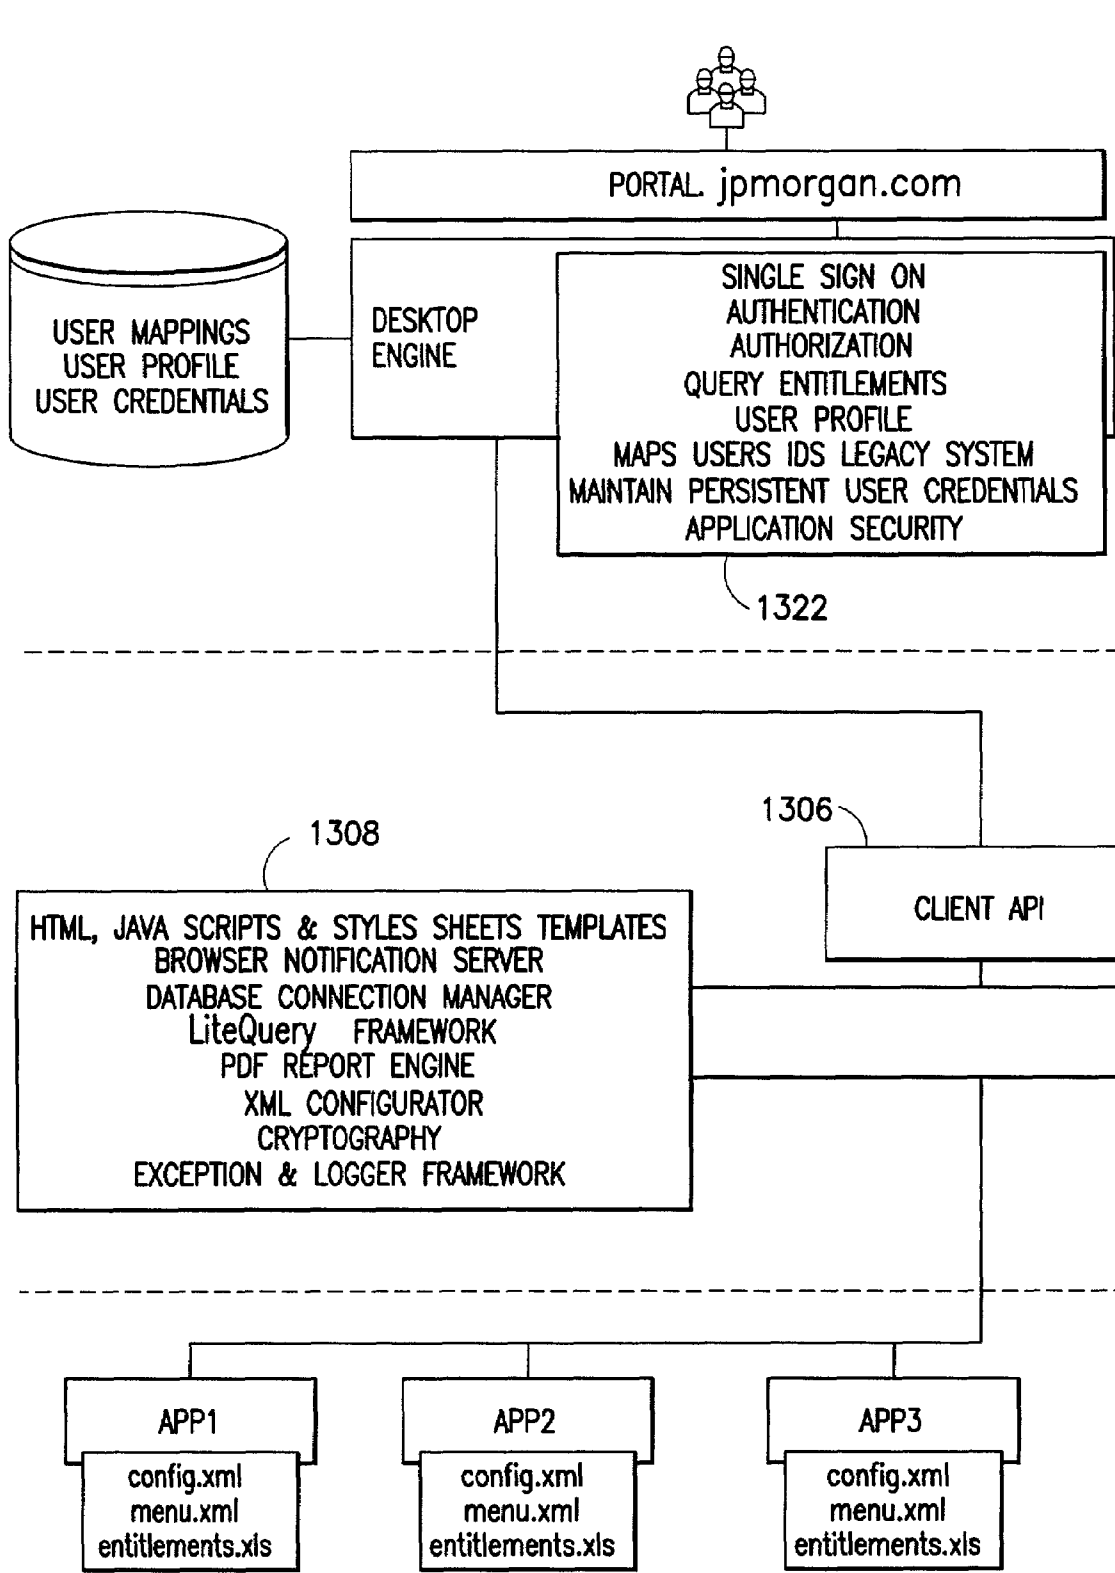 PORTAL. jpmorgan.com
USER MAPPINGS
USER PROFILE
USER CREDENTIALS
DESKTOP
ENGINE
SINGLE SIGN ON
AUTHENTICATION
AUTHORIZATION
QUERY ENTITLEMENTS
USER PROFILE
MAPS USERS IDS LEGACY SYSTEM
MAINTAIN PERSISTENT USER CREDENTIALS
APPLICATION SECURITY
1322
1308
1306
HTML, JAVA SCRIPTS & STYLES SHEETS TEMPLATES
BROWSER NOTIFICATION SERVER
DATABASE CONNECTION MANAGER
LiteQuery FRAMEWORK
PDF REPORT ENGINE
XML CONFIGURATOR
CRYPTOGRAPHY
EXCEPTION & LOGGER FRAMEWORK
CLIENT API
APP1
config.xml
menu.xml
entitlements.xls
APP2
config.xml
menu.xml
entitlements.xls
APP3
config.xml
menu.xml
entitlements.xls